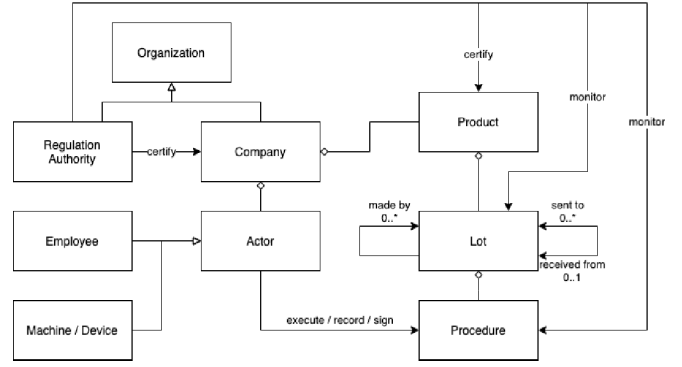 Organization
certify
monitor
monitor
Product
Regulation
Authority
certify
Company
made by
0..*
sent to
0..*
Employee
Actor
Lot
received from
0..1
execute / record / sign
Machine / Device
Procedure